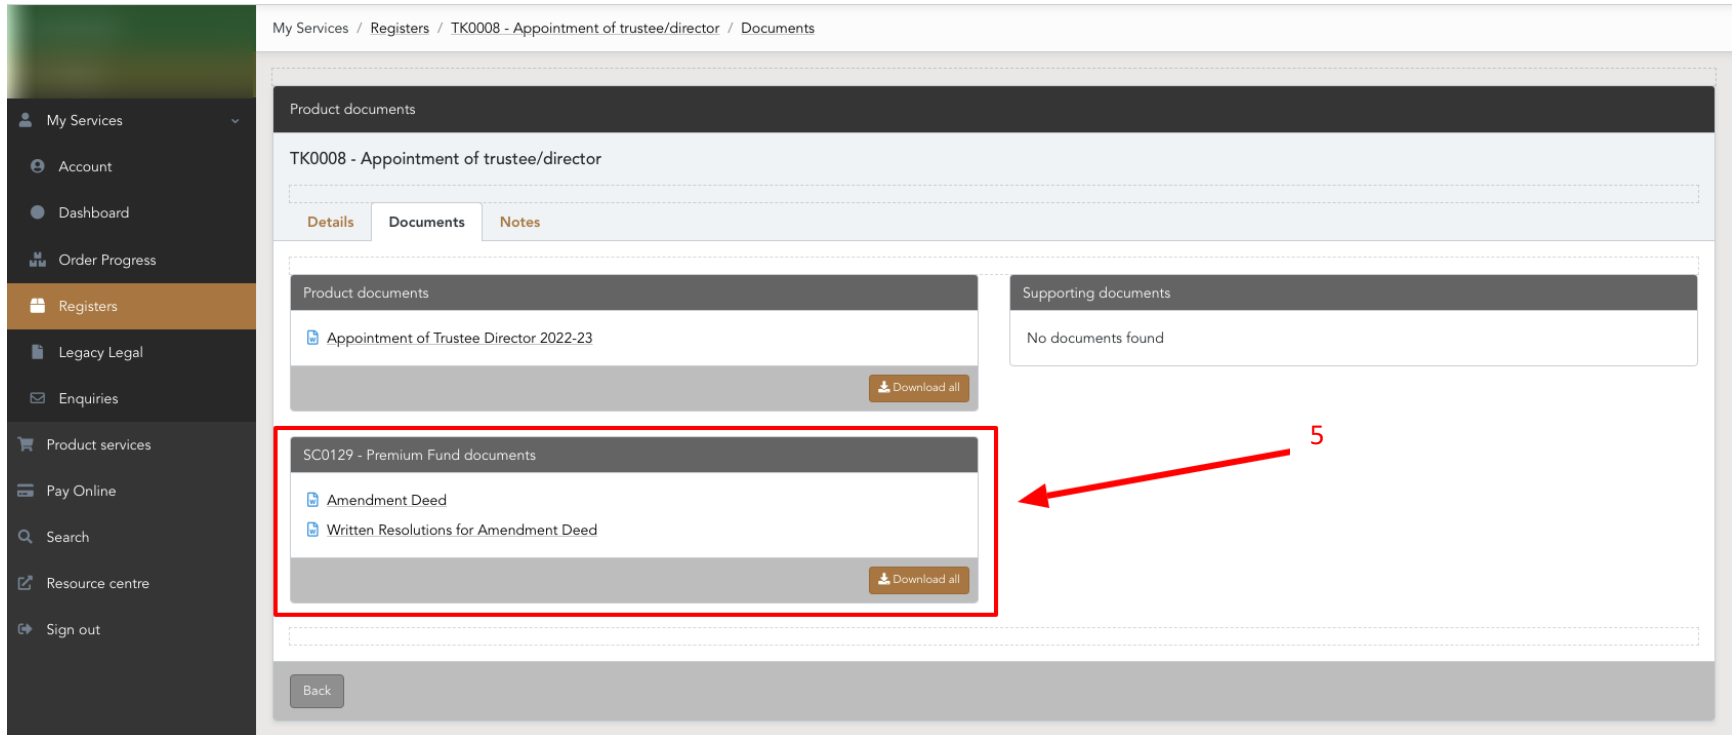 My Services / Registers / TK0008 - Appointment of trustee/director / Documents
My Services
Account
Dashboard
Order Progress
Registers
Legacy Legal
Enquiries
Product services
Pay Online
Search
Resource centre
Sign out
Product documents
TK0008 - Appointment of trustee/director
Details Documents Notes
Product documents
Appointment of Trustee Director 2022-23
Download all
Supporting documents
No documents found
SC0129 - Premium Fund documents
Amendment Deed
Written Resolutions for Amendment Deed
Download all
5
Back